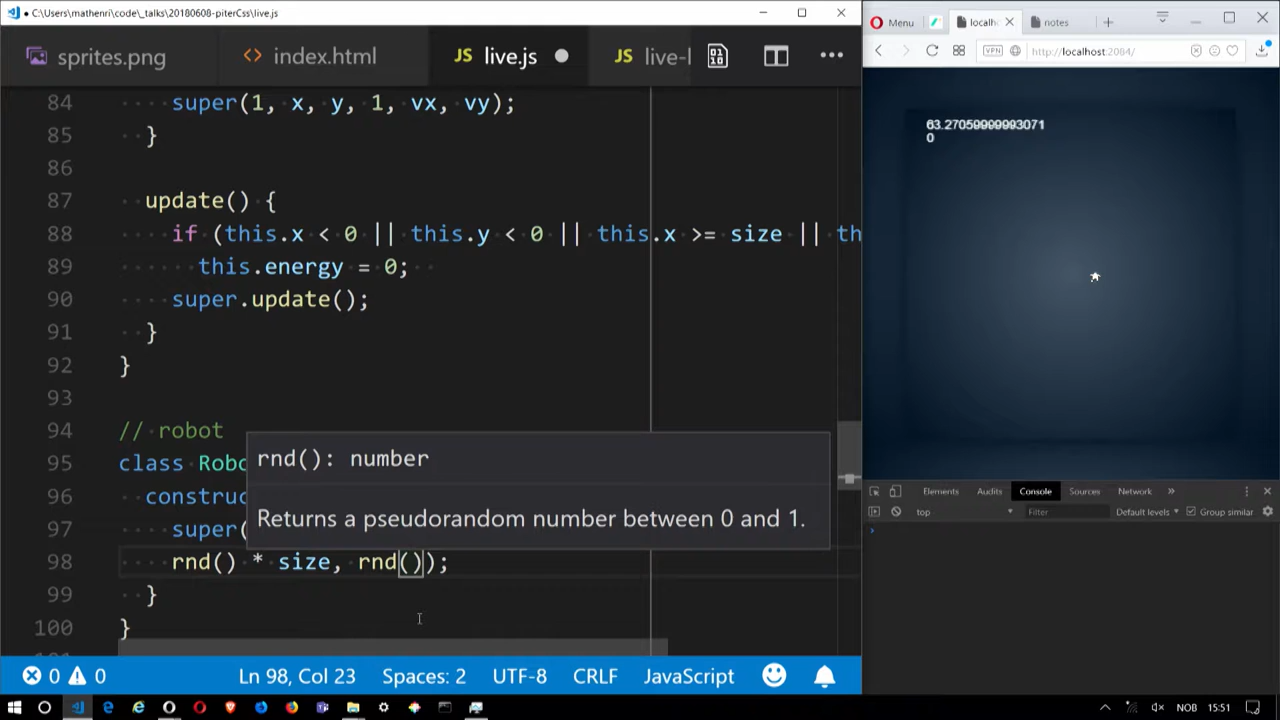 C:\Users\mathenri\code\_talks\20180608-piterCss\live.js
sprites.png
<> index.html
JS live.js
JS live-l
84 super(1, x, y, 1, vx, vy);
85 }
86
87 update() {
88 if (this.x < 0 || this.y < 0 || this.x >= size || th
89 this.energy = 0;
90 super.update();
91 }
92 }
93
94 // robot
95 class Robo
96 construc
97 super(
98 rnd() * size, rnd());
99 }
100 }
rnd(): number
Returns a pseudorandom number between 0 and 1.
0 0
Ln 98, Col 23
Spaces: 2
UTF-8
CRLF
JavaScript
Menu
localh
notes
VPN
http://localhost:2084/
63.27059999993071
0
Elements
Audits
Console
Sources
Network
»
top
Filter
Default levels
Group similar
NOB
15:51